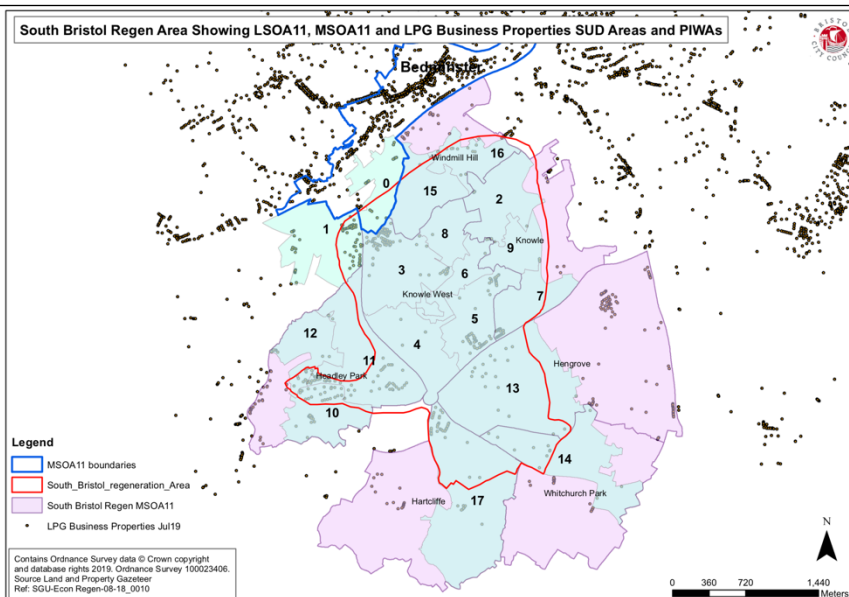 South Bristol Regen Area Showing LSOA11, MSOA11 and LPG Business Properties SUD Areas and PIWAs
BRISTOL
CITY COUNCIL
Bedminster
Windmill Hill
16
0
15
2
1
8
9
Knowle
3
6
Knowle West
7
5
12
4
11
Hengrove
Headley Park
13
10
14
17
Hartcliffe
Whitchurch Park
Legend
MSOA11 boundaries
South_Bristol_regeneration_Area
South Bristol Regen MSOA11
LPG Business Properties Jul19
N
Contains Ordnance Survey data © Crown copyright
and database rights 2019. Ordnance Survey 100023406.
Source Land and Property Gazeteer
Ref: SGU-Econ Regen-08-18_0010
0 360 720 1,440
Meters